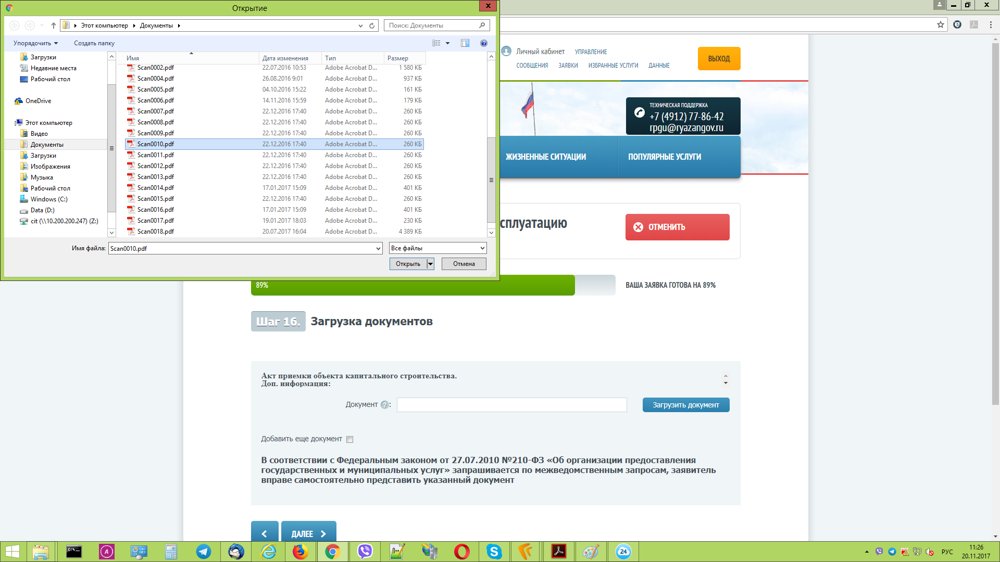 Открытие
Этот компьютер
Документы
Поиск: Документы
Упорядочить
Создать папку
Загрузки
Недавние места
Рабочий стол
OneDrive
Этот компьютер
Видео
Документы
Загрузки
Изображения
Музыка
Рабочий стол
Windows (C:)
Data (D:)
cit (\\10.200.200.247) (Z:)
Имя Дата изменения Тип Размер
Scan0002.pdf 22.07.2016 10:53 Adobe Acrobat D... 1 580 КБ
Scan0004.pdf 26.08.2016 9:01 Adobe Acrobat D... 937 КБ
Scan0005.pdf 04.10.2016 15:22 Adobe Acrobat D... 161 КБ
Scan0006.pdf 14.11.2016 15:59 Adobe Acrobat D... 179 КБ
Scan0007.pdf 22.12.2016 17:40 Adobe Acrobat D... 260 КБ
Scan0008.pdf 22.12.2016 17:40 Adobe Acrobat D... 260 КБ
Scan0009.pdf 22.12.2016 17:40 Adobe Acrobat D... 260 КБ
Scan0010.pdf 22.12.2016 17:40 Adobe Acrobat D... 260 КБ
Scan0011.pdf 22.12.2016 17:40 Adobe Acrobat D... 260 КБ
Scan0012.pdf 22.12.2016 17:40 Adobe Acrobat D... 260 КБ
Scan0013.pdf 22.12.2016 17:40 Adobe Acrobat D... 260 КБ
Scan0014.pdf 17.01.2017 15:09 Adobe Acrobat D... 401 КБ
Scan0015.pdf 22.12.2016 17:40 Adobe Acrobat D... 260 КБ
Scan0016.pdf 17.01.2017 15:09 Adobe Acrobat D... 401 КБ
Scan0017.pdf 19.01.2017 18:03 Adobe Acrobat D... 230 КБ
Scan0018.pdf 20.07.2017 16:04 Adobe Acrobat D... 4 389 КБ
Имя файла: Scan0010.pdf Все файлы
Открыть Отмена
Личный кабинет УПРАВЛЕНИЕ
СООБЩЕНИЯ ЗАЯВКИ ИЗБРАННЫЕ УСЛУГИ ДАННЫЕ
ВЫХОД
ТЕХНИЧЕСКАЯ ПОДДЕРЖКА
+7 (4912) 77-86-42
rpgu@ryazangov.ru
ЖИЗНЕННЫЕ СИТУАЦИИ ПОПУЛЯРНЫЕ УСЛУГИ
сплуатацию
ОТМЕНИТЬ
89% ВАША ЗАЯВКА ГОТОВА НА 89%
Шаг 16. Загрузка документов
Акт приемки объекта капитального строительства.
Доп. информация:
Документ ?: Загрузить документ
Добавить еще документ
В соответствии с Федеральным законом от 27.07.2010 №210-ФЗ «Об организации предоставления
государственных и муниципальных услуг» запрашивается по межведомственным запросам, заявитель
вправе самостоятельно представить указанный документ
ДАЛЕЕ
C:\
A
24
РУС
11:26
20.11.2017